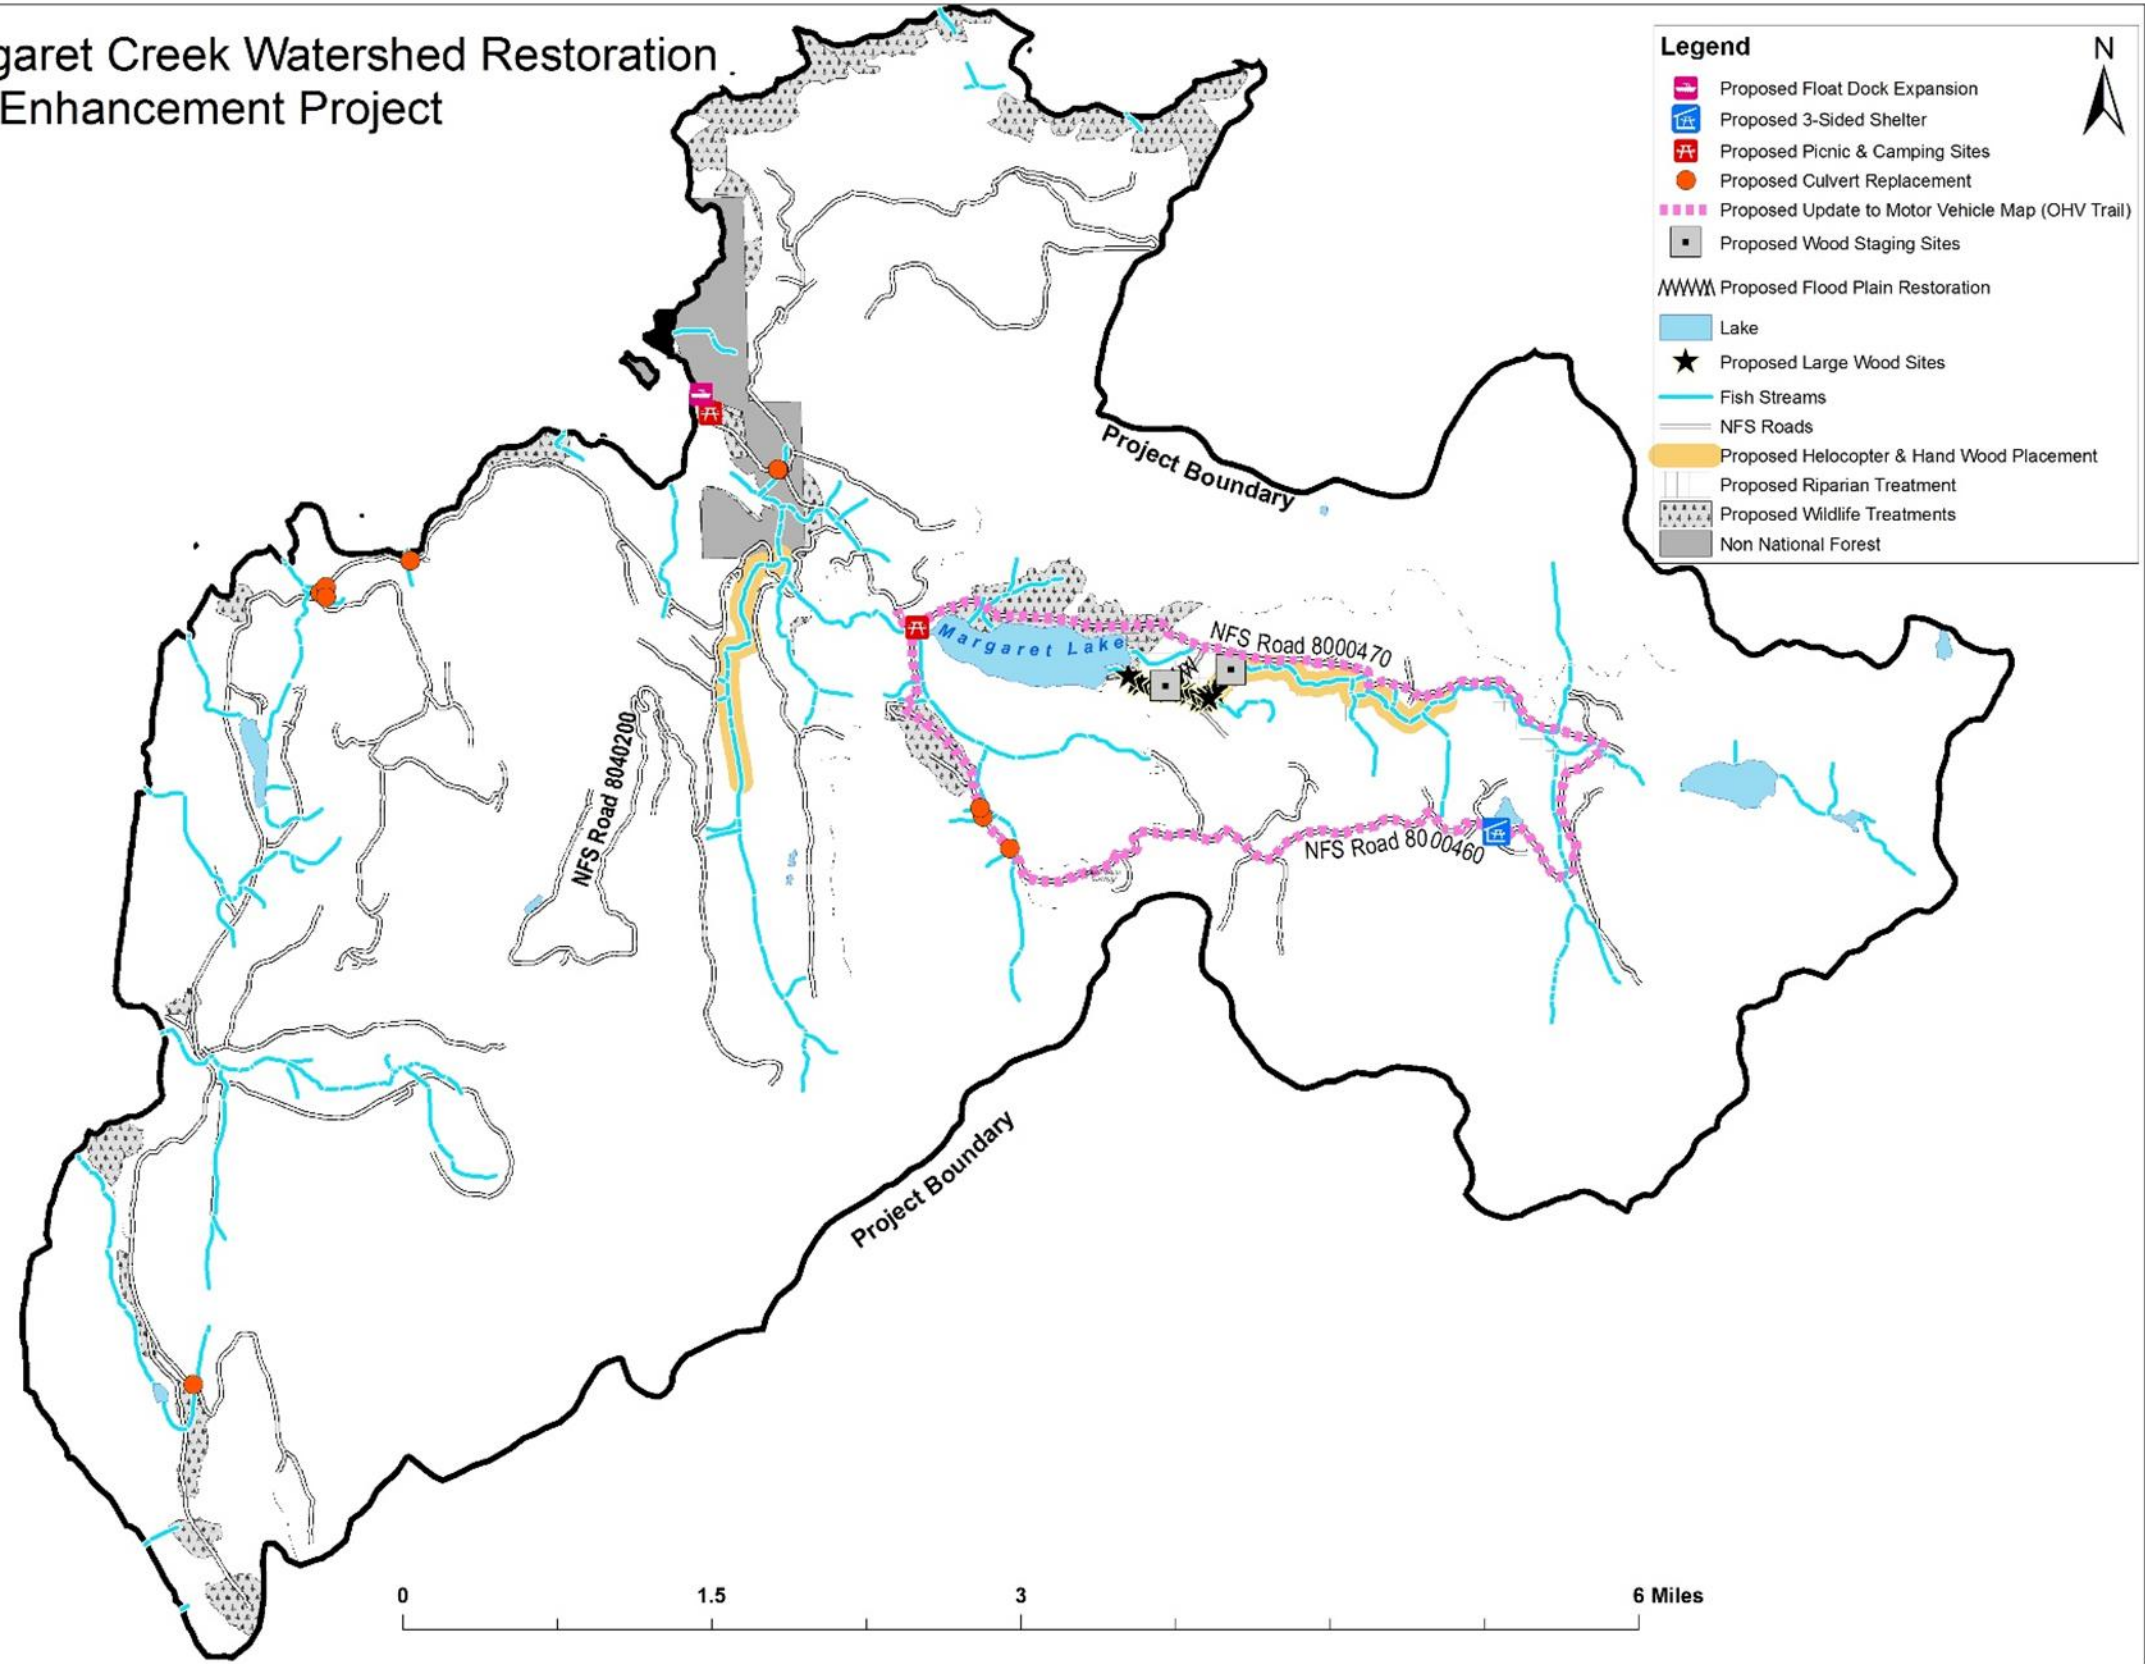 garet Creek Watershed Restoration
Enhancement Project
Legend
N
Proposed Float Dock Expansion
Proposed 3-Sided Shelter
Proposed Picnic & Camping Sites
Proposed Culvert Replacement
Proposed Update to Motor Vehicle Map (OHV Trail)
Proposed Wood Staging Sites
Proposed Flood Plain Restoration
Lake
Proposed Large Wood Sites
Fish Streams
NFS Roads
Proposed Helocopter & Hand Wood Placement
Proposed Riparian Treatment
Proposed Wildlife Treatments
Non National Forest
Project Boundary
Margaret Lake
NFS Road 8000470
NFS Road 8040200
NFS Road 8000460
Project Boundary
0 1.5 3 6 Miles